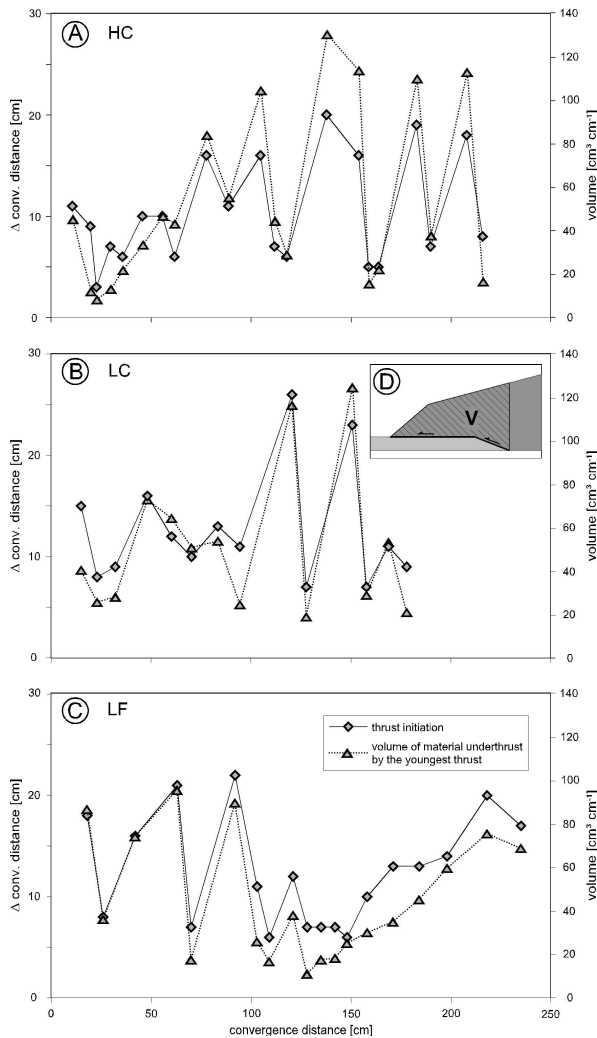 A HC
30
20
10
0
Δ conv. distance [cm]
140
120
100
80
60
40
20
0
volume [cm³ cm⁻¹]
B LC
30
20
10
0
Δ conv. distance [cm]
D
V
140
120
100
80
60
40
20
0
volume [cm³ cm⁻¹]
C LF
30
20
10
0
Δ conv. distance [cm]
thrust initiation
volume of material underthrust
by the youngest thrust
140
120
100
80
60
40
20
0
volume [cm³ cm⁻¹]
0 50 100 150 200 250
convergence distance [cm]